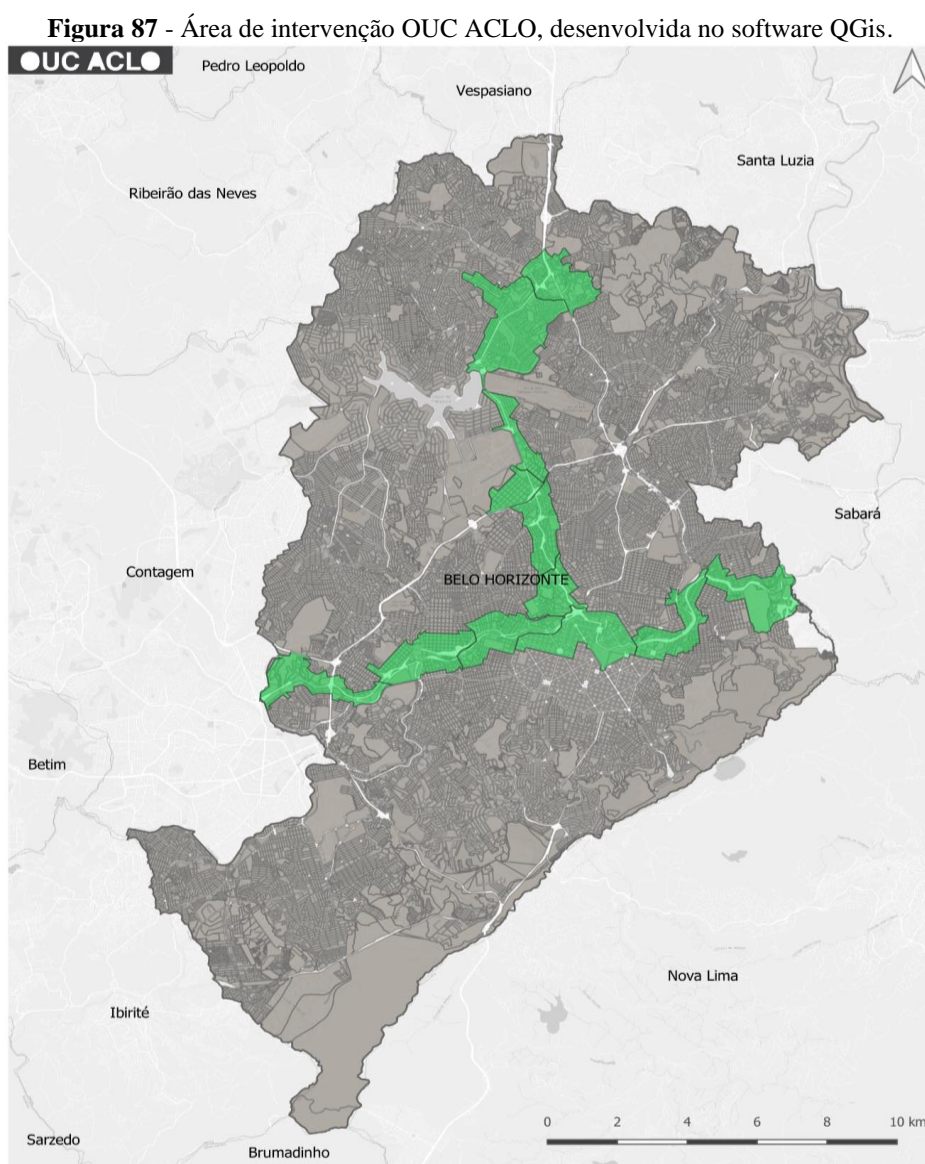 Figura 87 - Área de intervenção OUC ACLO, desenvolvida no software QGis.
OUC ACLO
Pedro Leopoldo
Vespasiano
Santa Luzia
Ribeirão das Neves
Sabará
Contagem
BELO HORIZONTE
Betim
Nova Lima
Ibirité
0 2 4 6 8 10 km
Sarzedo
Brumadinho